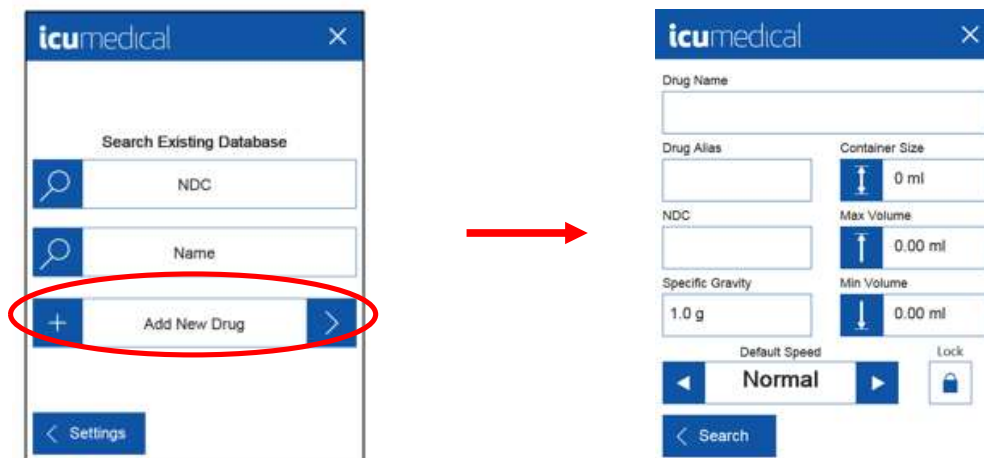 icumedical
Search Existing Database
NDC
Name
Add New Drug
Settings
icumedical
Drug Name
Drug Alias
Container Size
0 ml
NDC
Max Volume
0.00 ml
Specific Gravity
Min Volume
1.0 g
0.00 ml
Default Speed
Lock
Normal
Search